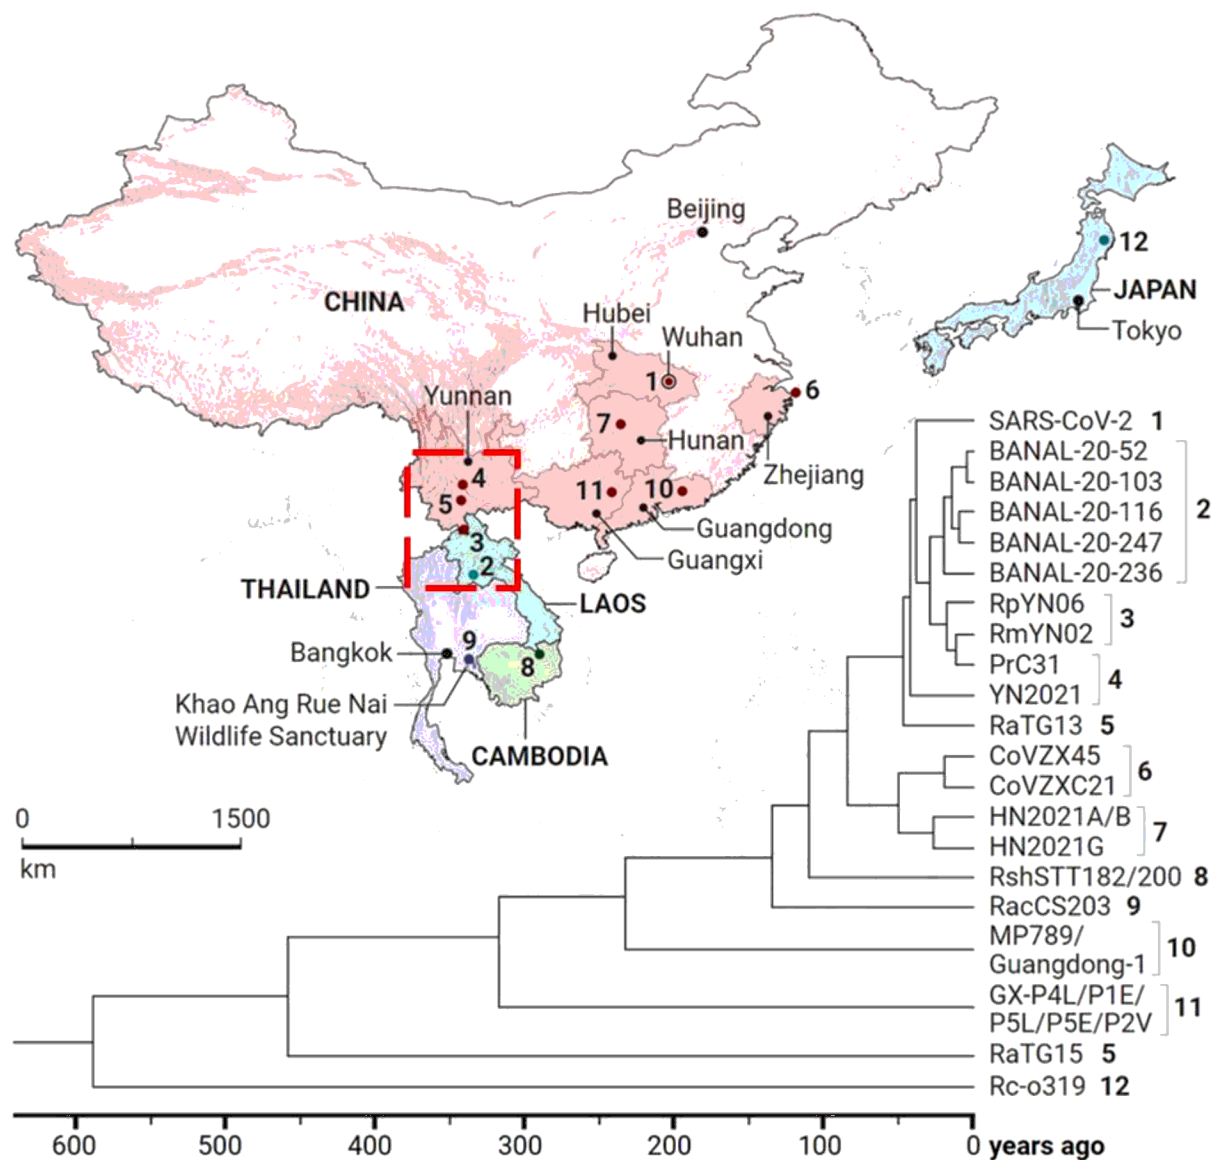 Beijing
12
CHINA
JAPAN
Hubei
Tokyo
Wuhan
1
6
Yunnan
7
Hunan
Zhejiang
4
11
10
5
Guangdong
3
Guangxi
2
THAILAND
LAOS
9
Bangkok
8
Khao Ang Rue Nai
Wildlife Sanctuary
CAMBODIA
0 1500
km
SARS-CoV-2 1
BANAL-20-52
BANAL-20-103
BANAL-20-116
2
BANAL-20-247
BANAL-20-236
RpYN06
3
RmYN02
PrC31
4
YN2021
RaTG13 5
CoVZX45
6
CoVZXC21
HN2021A/B
7
HN2021G
RshSTT182/200 8
RacCS203 9
MP789/
10
Guangdong-1
GX-P4L/P1E/
11
P5L/P5E/P2V
RaTG15 5
Rc-o319 12
600 500 400 300 200 100 0 years ago